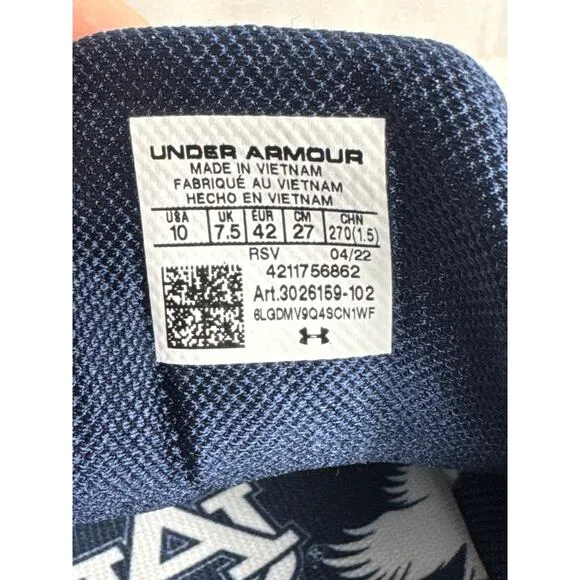 UNDER ARMOUR
MADE IN VIETNAM
FABRIQUÉ AU VIETNAM
HECHO EN VIETNAM
USA UK EUR CM CHN
10 7.5 42 27 270(1.5)
RSV 04/22
4211756862
Art.3026159-102
6LGDMV9Q4SCN1WF